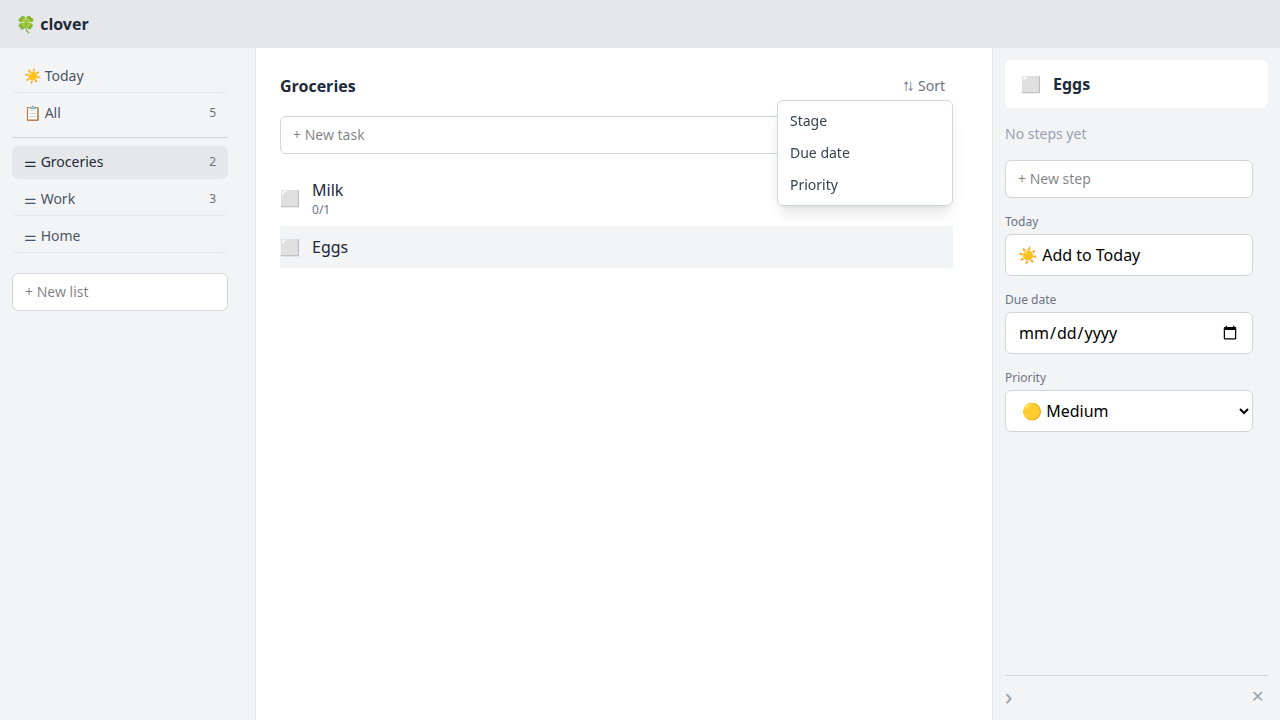 🍀 clover
☀️ Today
📋 All 5
⚌ Groceries 2
⚌ Work 3
⚌ Home
+ New list
Groceries
↑↓ Sort
Stage
Due date
Priority
+ New task
Milk
0/1
Eggs
Eggs
No steps yet
+ New step
Today
☀️ Add to Today
Due date
mm/dd/yyyy
Priority
🟡 Medium
› ✕